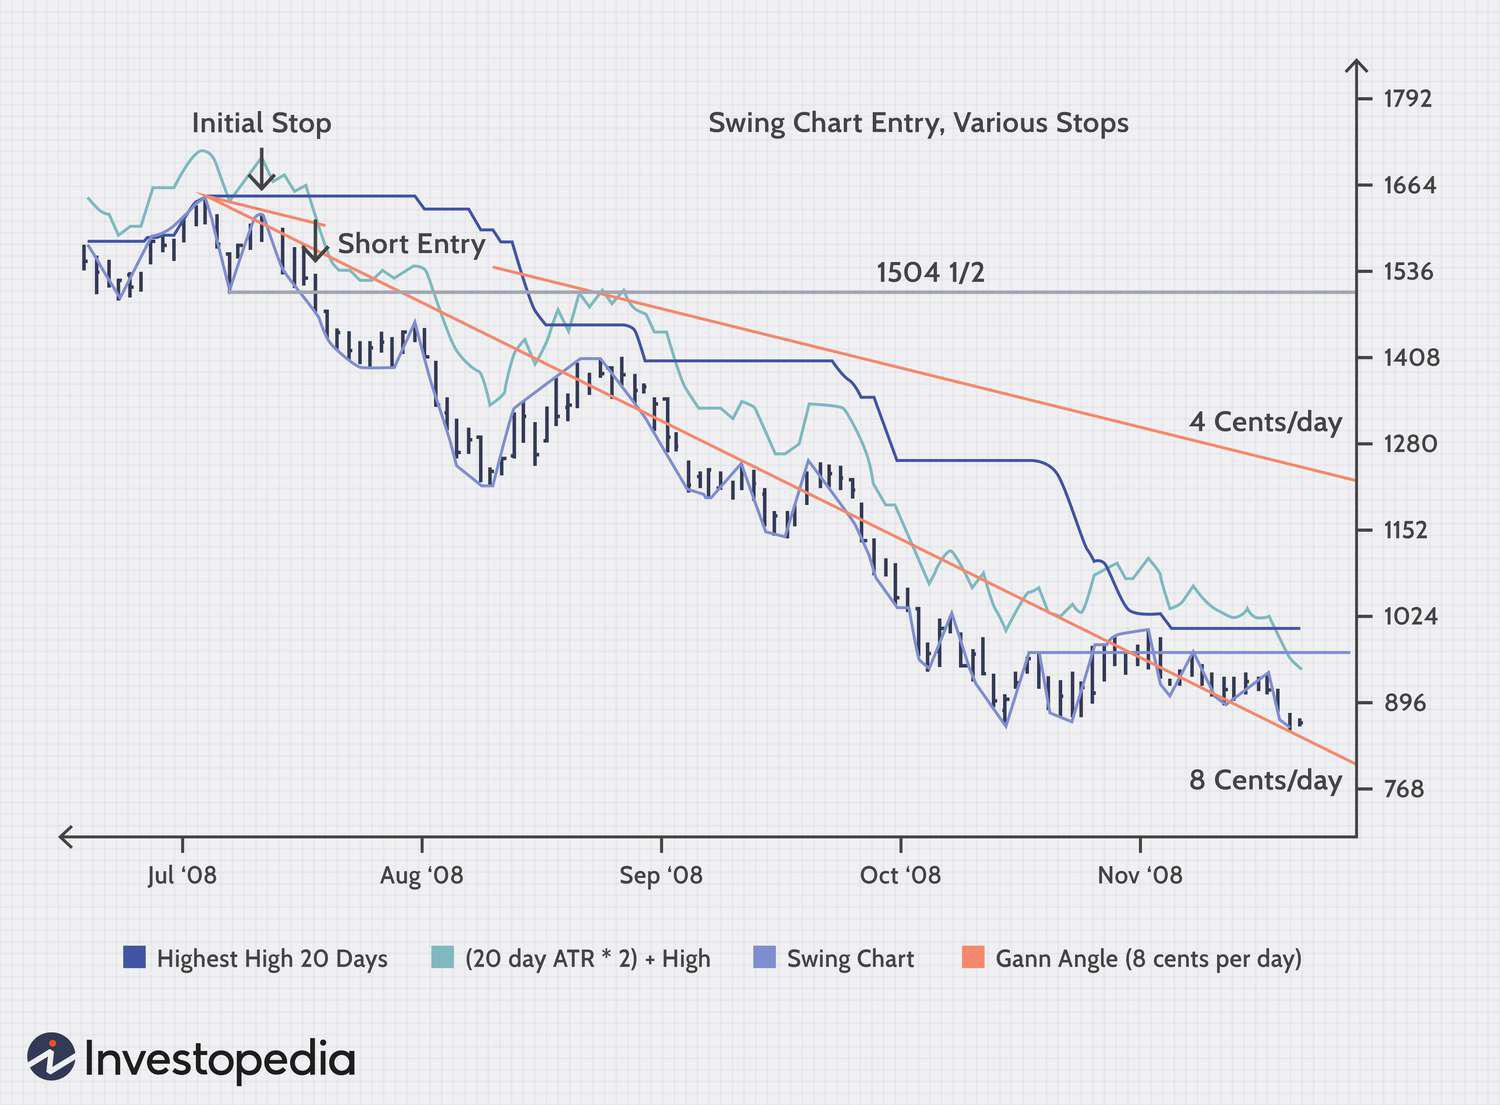 Initial Stop
Swing Chart Entry, Various Stops
Short Entry
1504 1/2
4 Cents/day
8 Cents/day
1792
1664
1536
1408
1280
1152
1024
896
768
Jul ‘08
Aug ‘08
Sep ‘08
Oct ‘08
Nov ‘08
Highest High 20 Days
(20 day ATR * 2) + High
Swing Chart
Gann Angle (8 cents per day)
Investopedia